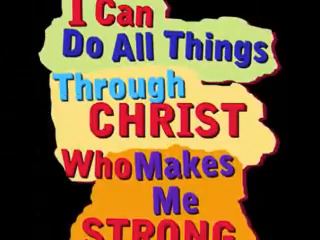 I Can
Do All Things
Through
CHRIST
Who Makes
Me
STRONG